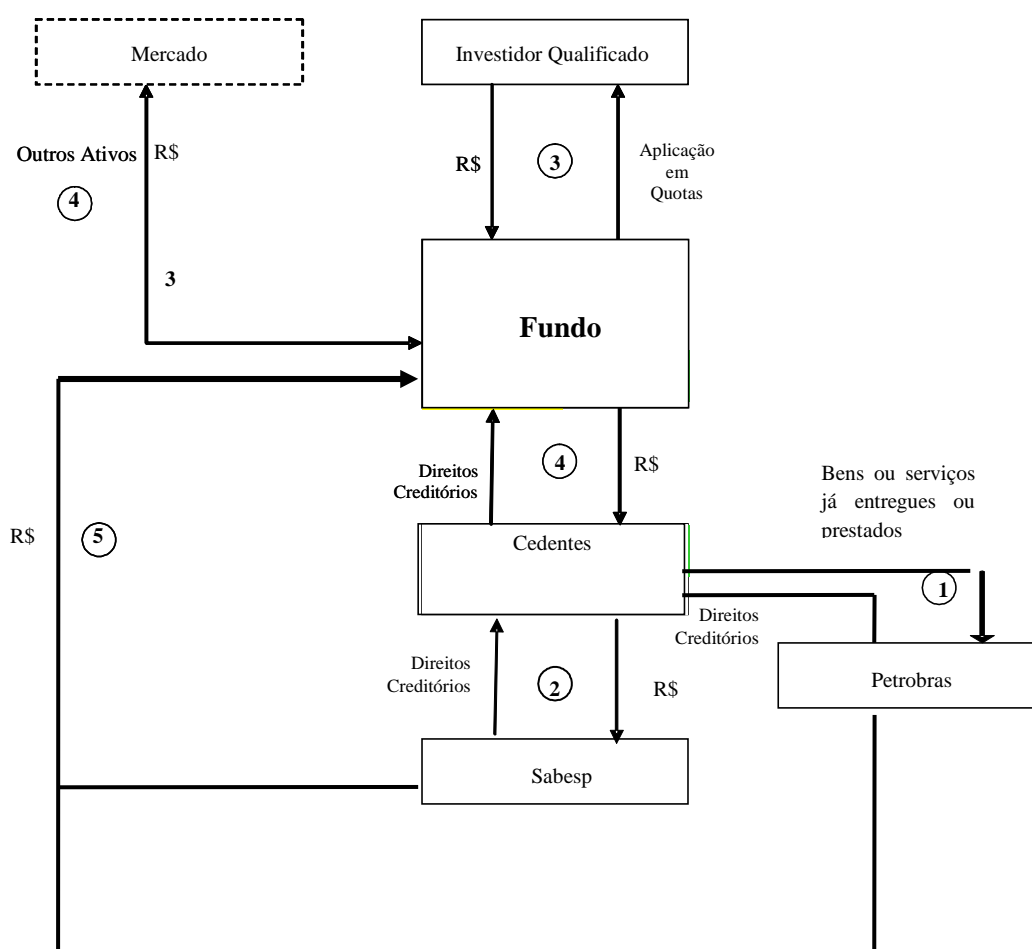 Mercado
Investidor Qualificado
Outros Ativos
R$
4
R$
3
Aplicação
em
Quotas
3
Fundo
Direitos
Creditórios
4
R$
Bens ou serviços
já entregues ou
prestados
R$
5
Cedentes
1
Direitos
Creditórios
Direitos
Creditórios
2
R$
Petrobras
Sabesp